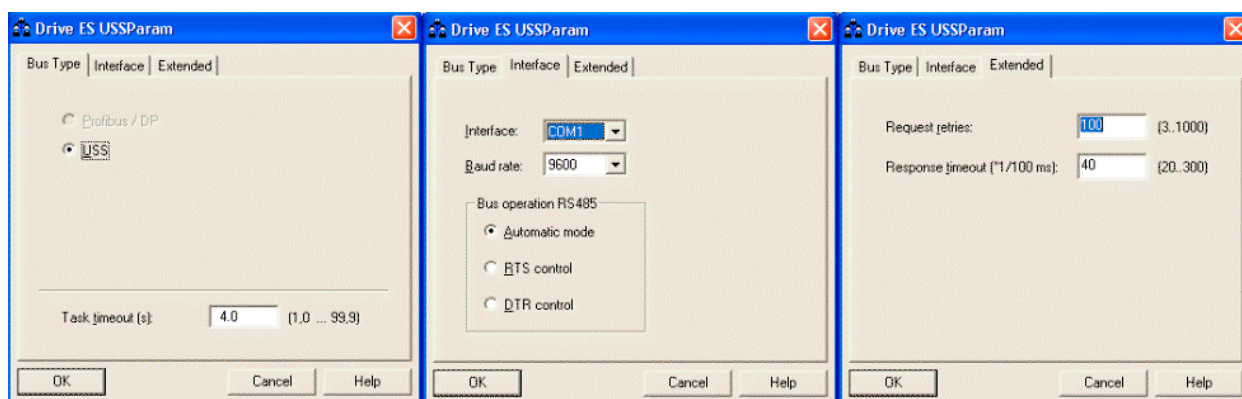 Drive ES USSParam
Bus Type Interface Extended
Profibus / DP
USS
Task timeout (s): 4.0 (1,0 ... 99,9)
OK Cancel Help
Drive ES USSParam
Bus Type Interface Extended
Interface: COM1
Baud rate: 9600
Bus operation RS485
Automatic mode
RTS control
DTR control
OK Cancel Help
Drive ES USSParam
Bus Type Interface Extended
Request retries: 100 (3..1000)
Response timeout (*1/100 ms): 40 (20..300)
OK Cancel Help